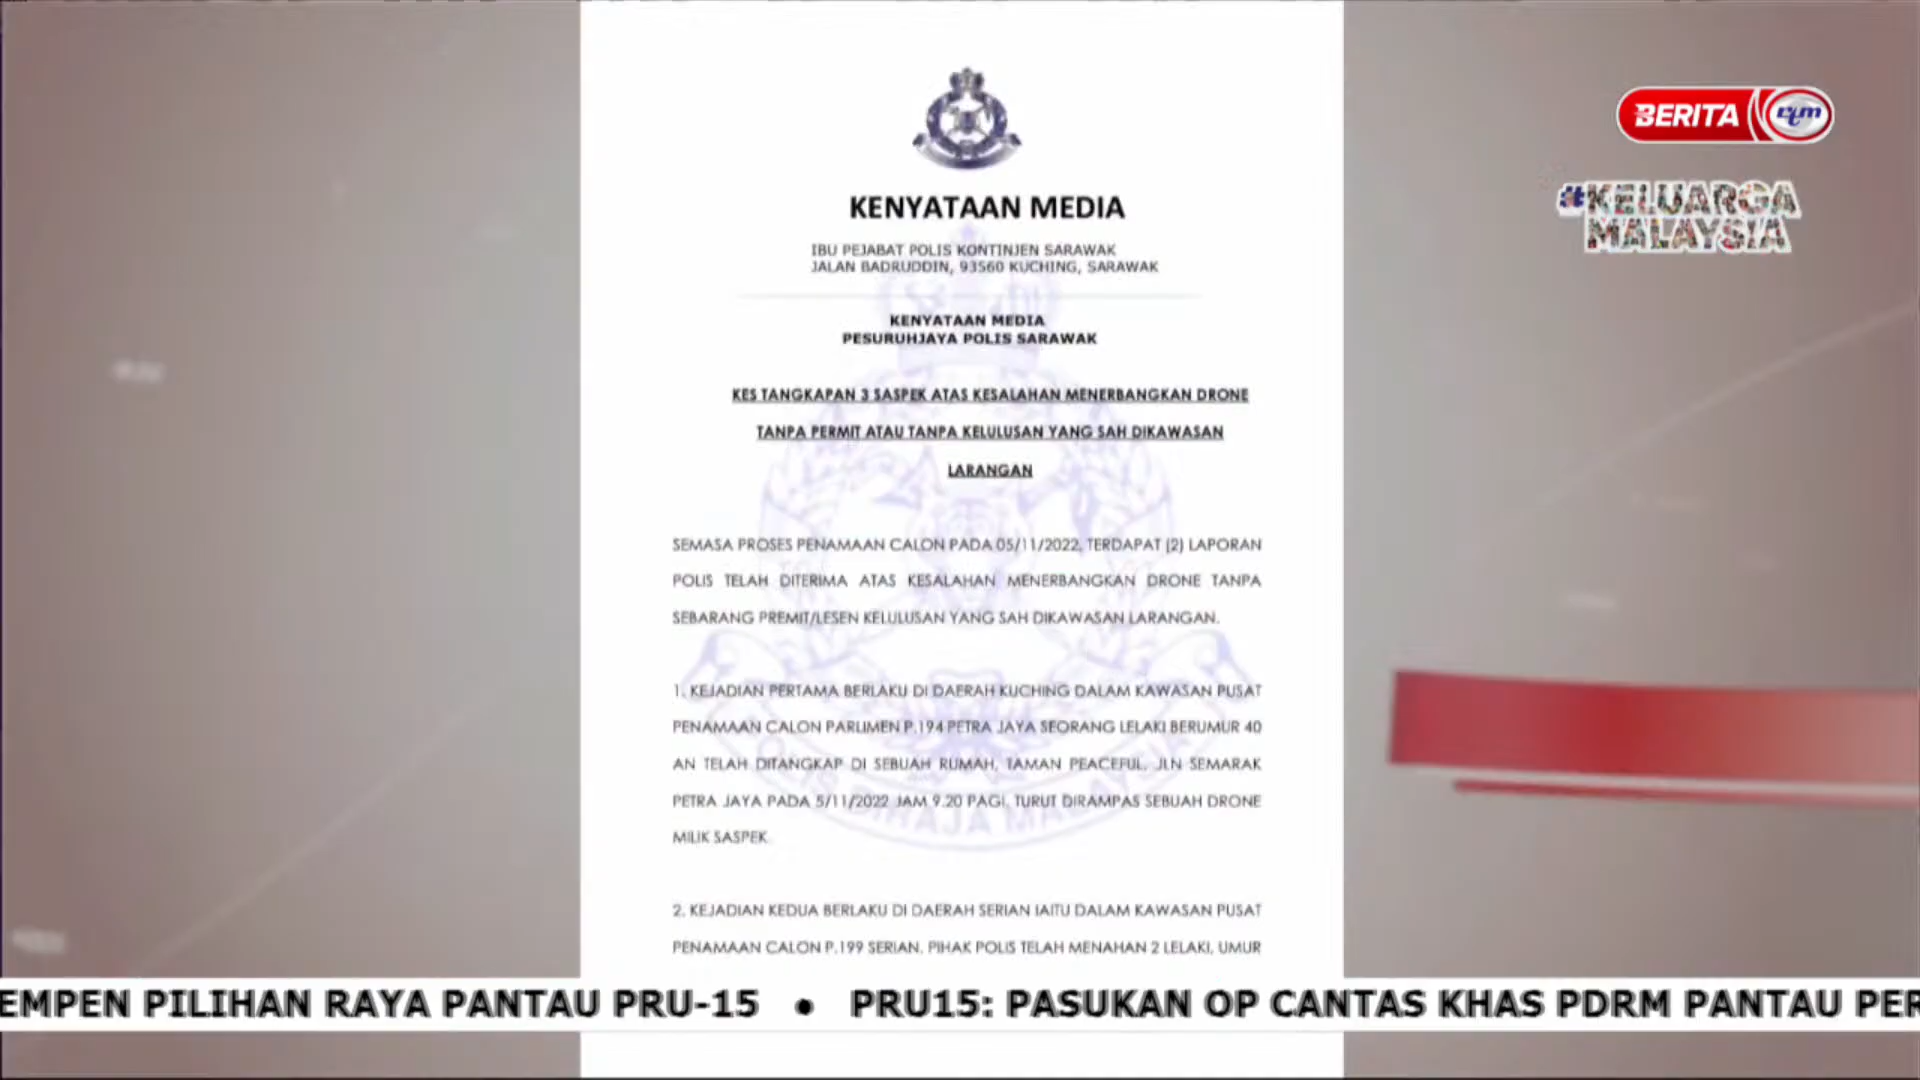 BERITA rtm
#KELUARGA
MALAYSIA
KENYATAAN MEDIA
IBU PEJABAT POLIS KONTINJEN SARAWAK
JALAN BADRUDDIN, 93560 KUCHING, SARAWAK
KENYATAAN MEDIA
PESURUHJAYA POLIS SARAWAK
KES TANGKAPAN 3 SASPEK ATAS KESALAHAN MENERBANGKAN DRONE
TANPA PERMIT ATAU TANPA KELULUSAN YANG SAH DIKAWASAN
LARANGAN
SEMASA PROSES PENAMAAN CALON PADA 05/11/2022, TERDAPAT (2) LAPORAN
POLIS TELAH DITERIMA ATAS KESALAHAN MENERBANGKAN DRONE TANPA
SEBARANG PREMIT/LESEN KELULUSAN YANG SAH DIKAWASAN LARANGAN.
1. KEJADIAN PERTAMA BERLAKU DI DAERAH KUCHING DALAM KAWASAN PUSAT
PENAMAAN CALON PARLIMEN P.194 PETRA JAYA SEORANG LELAKI BERUMUR 40
AN TELAH DITANGKAP DI SEBUAH RUMAH, TAMAN PEACEFUL, JLN SEMARAK
PETRA JAYA PADA 5/11/2022 JAM 9.20 PAGI. TURUT DIRAMPAS SEBUAH DRONE
MILIK SASPEK.
POLIS DIRAJA MALAYSIA
2. KEJADIAN KEDUA BERLAKU DI DAERAH SERIAN IAITU DALAM KAWASAN PUSAT
PENAMAAN CALON P.199 SERIAN. PIHAK POLIS TELAH MENAHAN 2 LELAKI, UMUR
EMPEN PILIHAN RAYA PANTAU PRU-15 • PRU15: PASUKAN OP CANTAS KHAS PDRM PANTAU PER